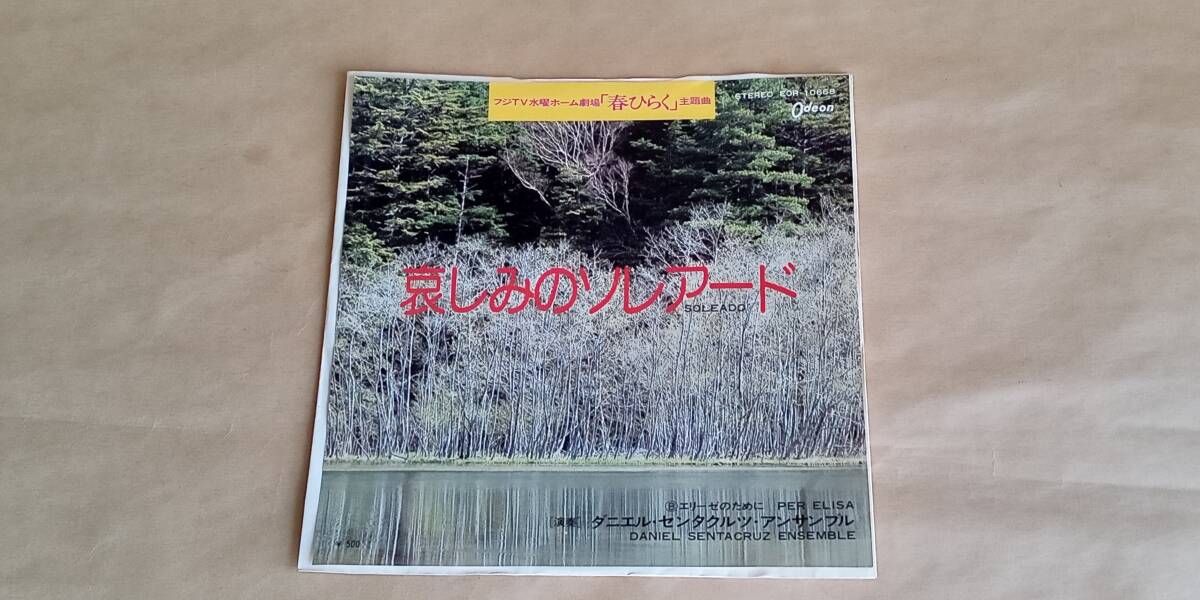 フジTV水曜ホーム劇場「春ひらく」主題曲
STEREO EOR-10668
Odeon
哀しみのソレアード
SOLEADO
Ⓑエリーゼのために PER ELISA
[演奏] ダニエル・センタクルツ・アンサンブル
DANIEL SENTACRUZ ENSEMBLE
¥500